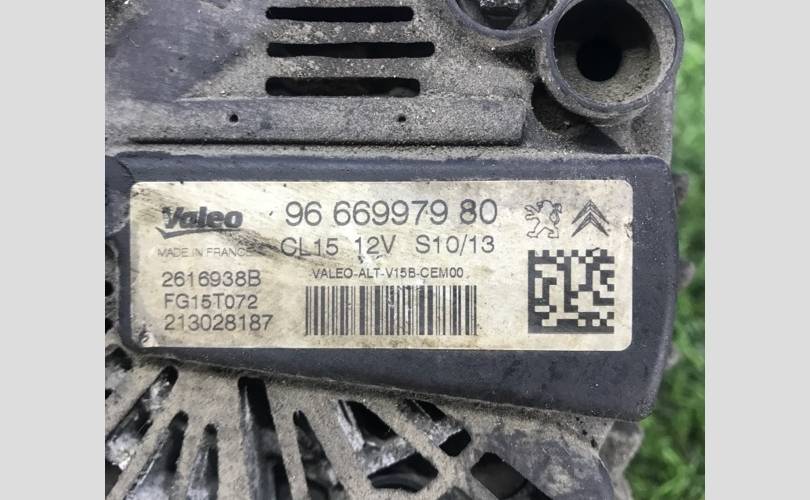 Valeo 96 669979 80
MADE IN FRANCE CL15 12V S10/13
2616938B VALEO-ALT-V15B-CEM00
FG15T072
213028187